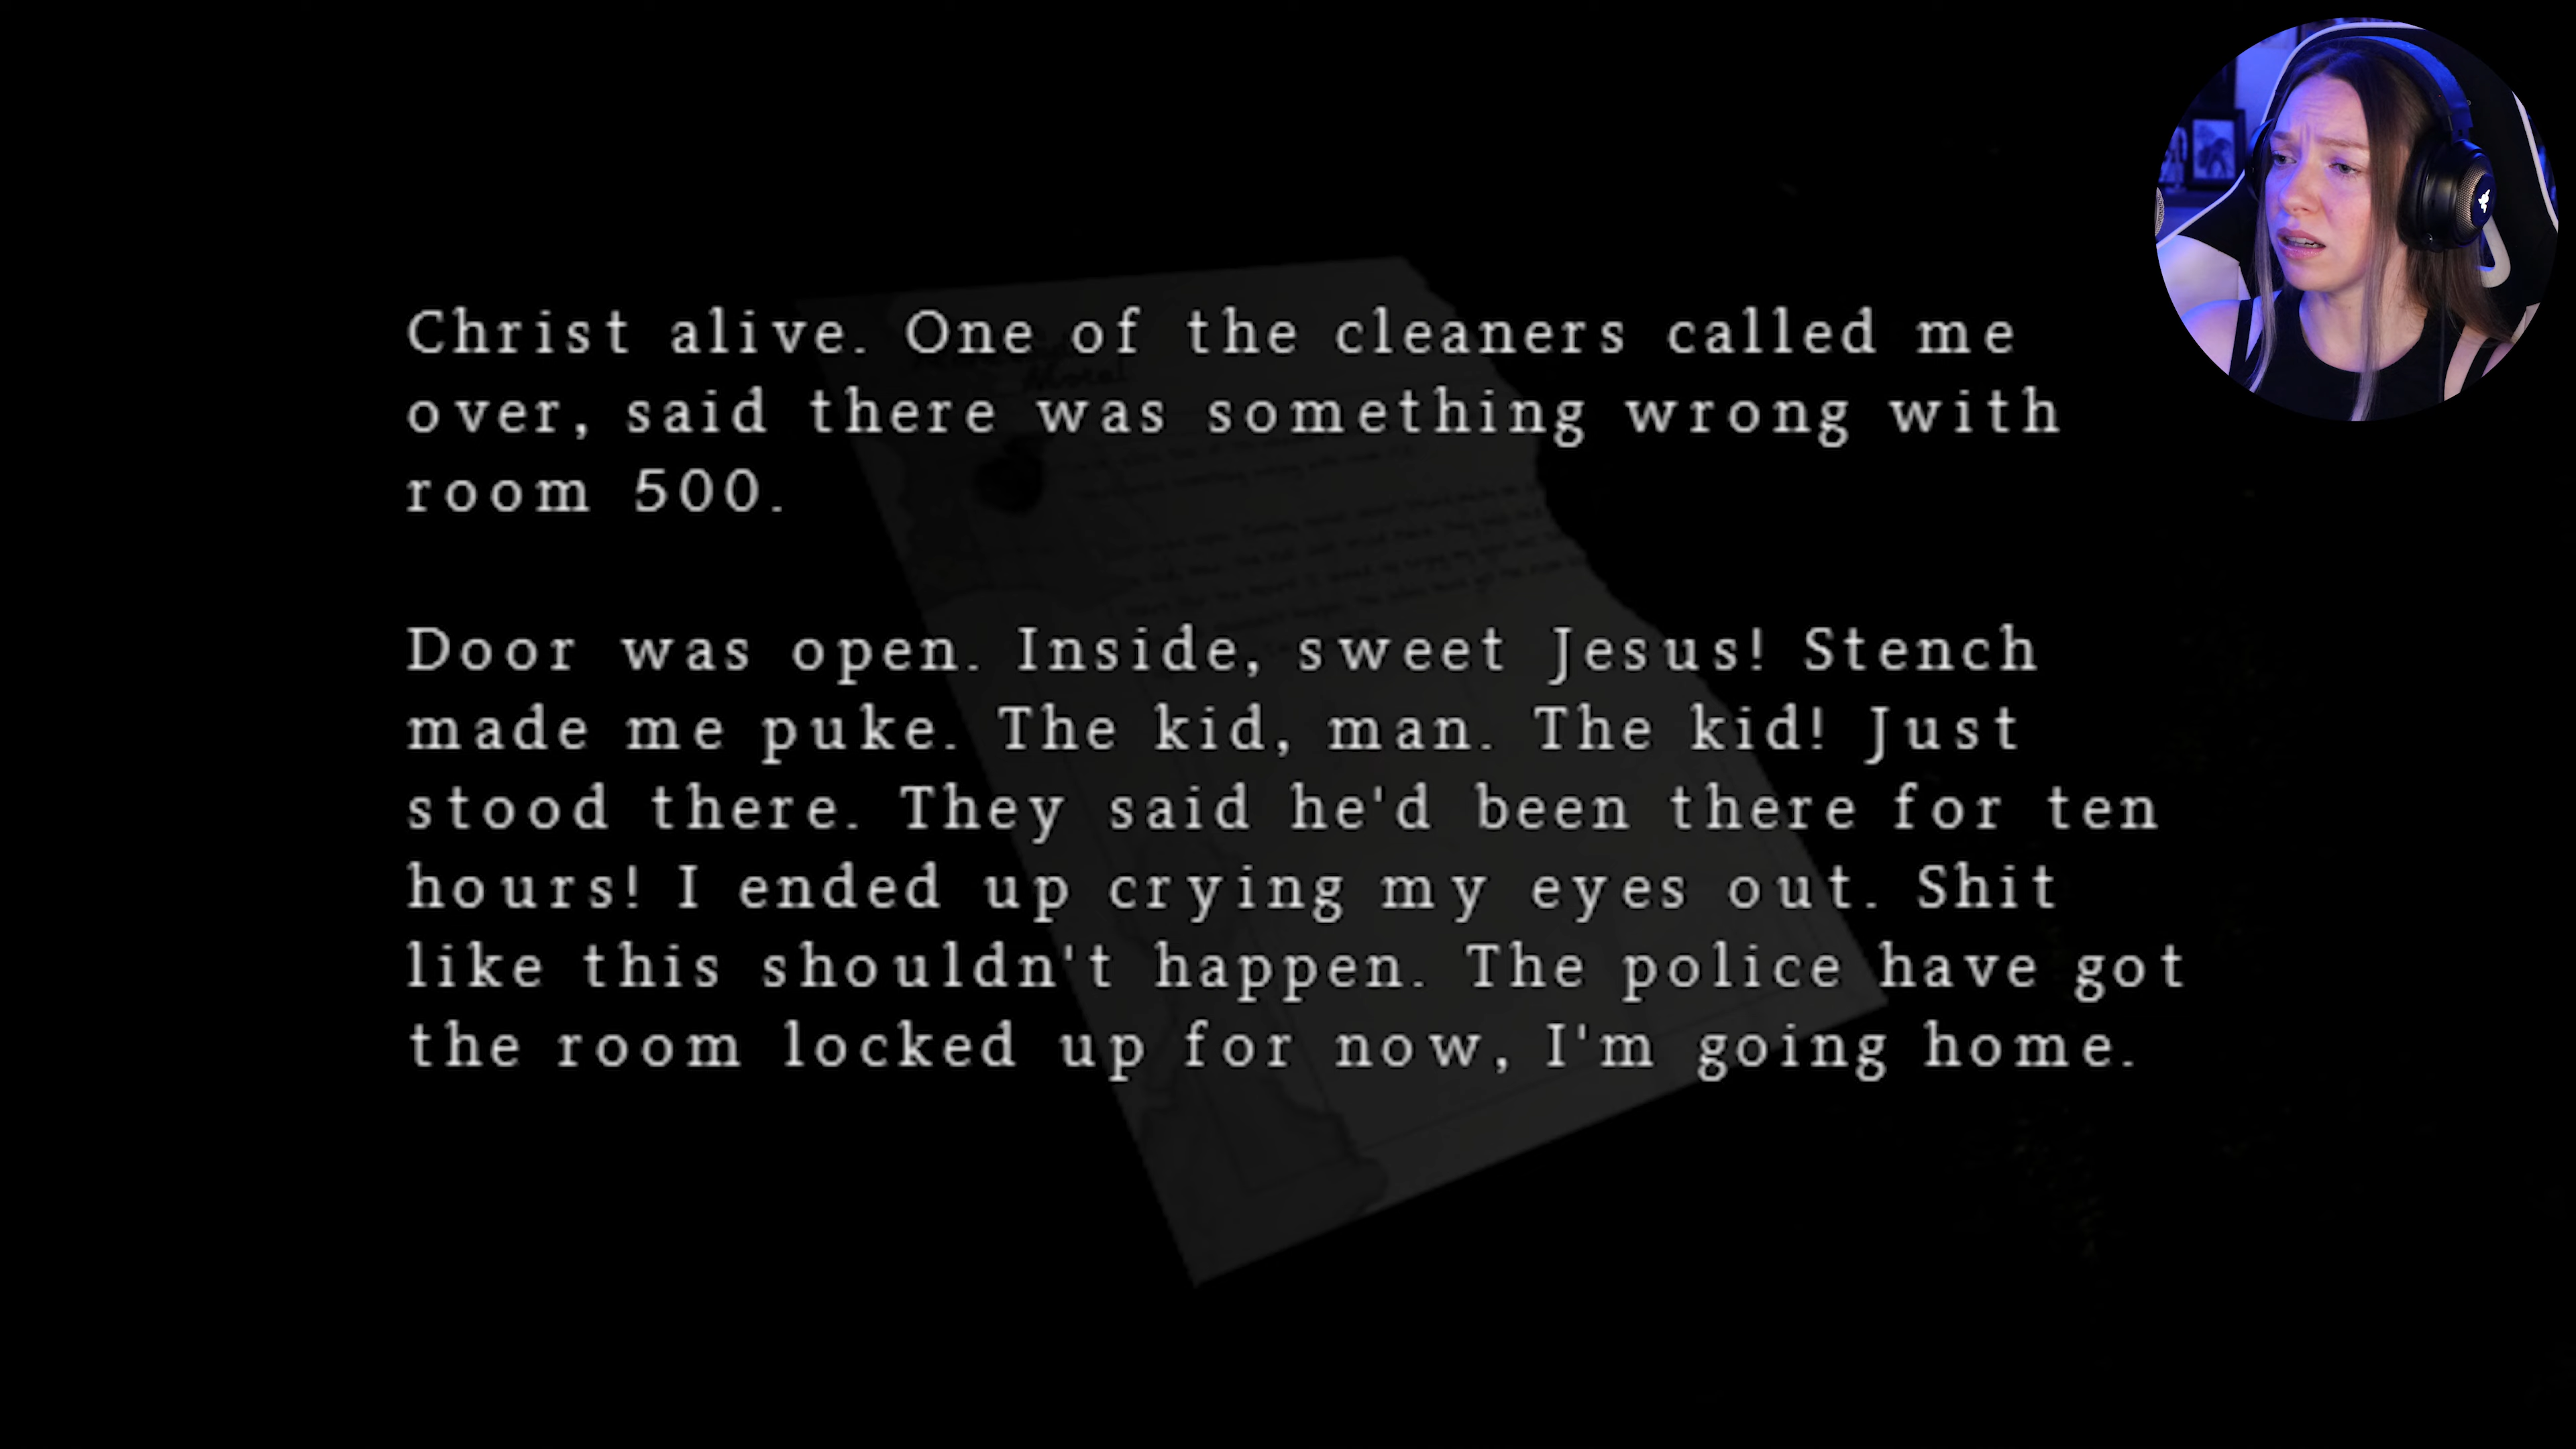 Christ alive. One of the cleaners called me
over, said there was something wrong with
room 500.
Door was open. Inside, sweet Jesus! Stench
made me puke. The kid, man. The kid! Just
stood there. They said he'd been there for ten
hours! I ended up crying my eyes out. Shit
like this shouldn't happen. The police have got
the room locked up for now, I'm going home.